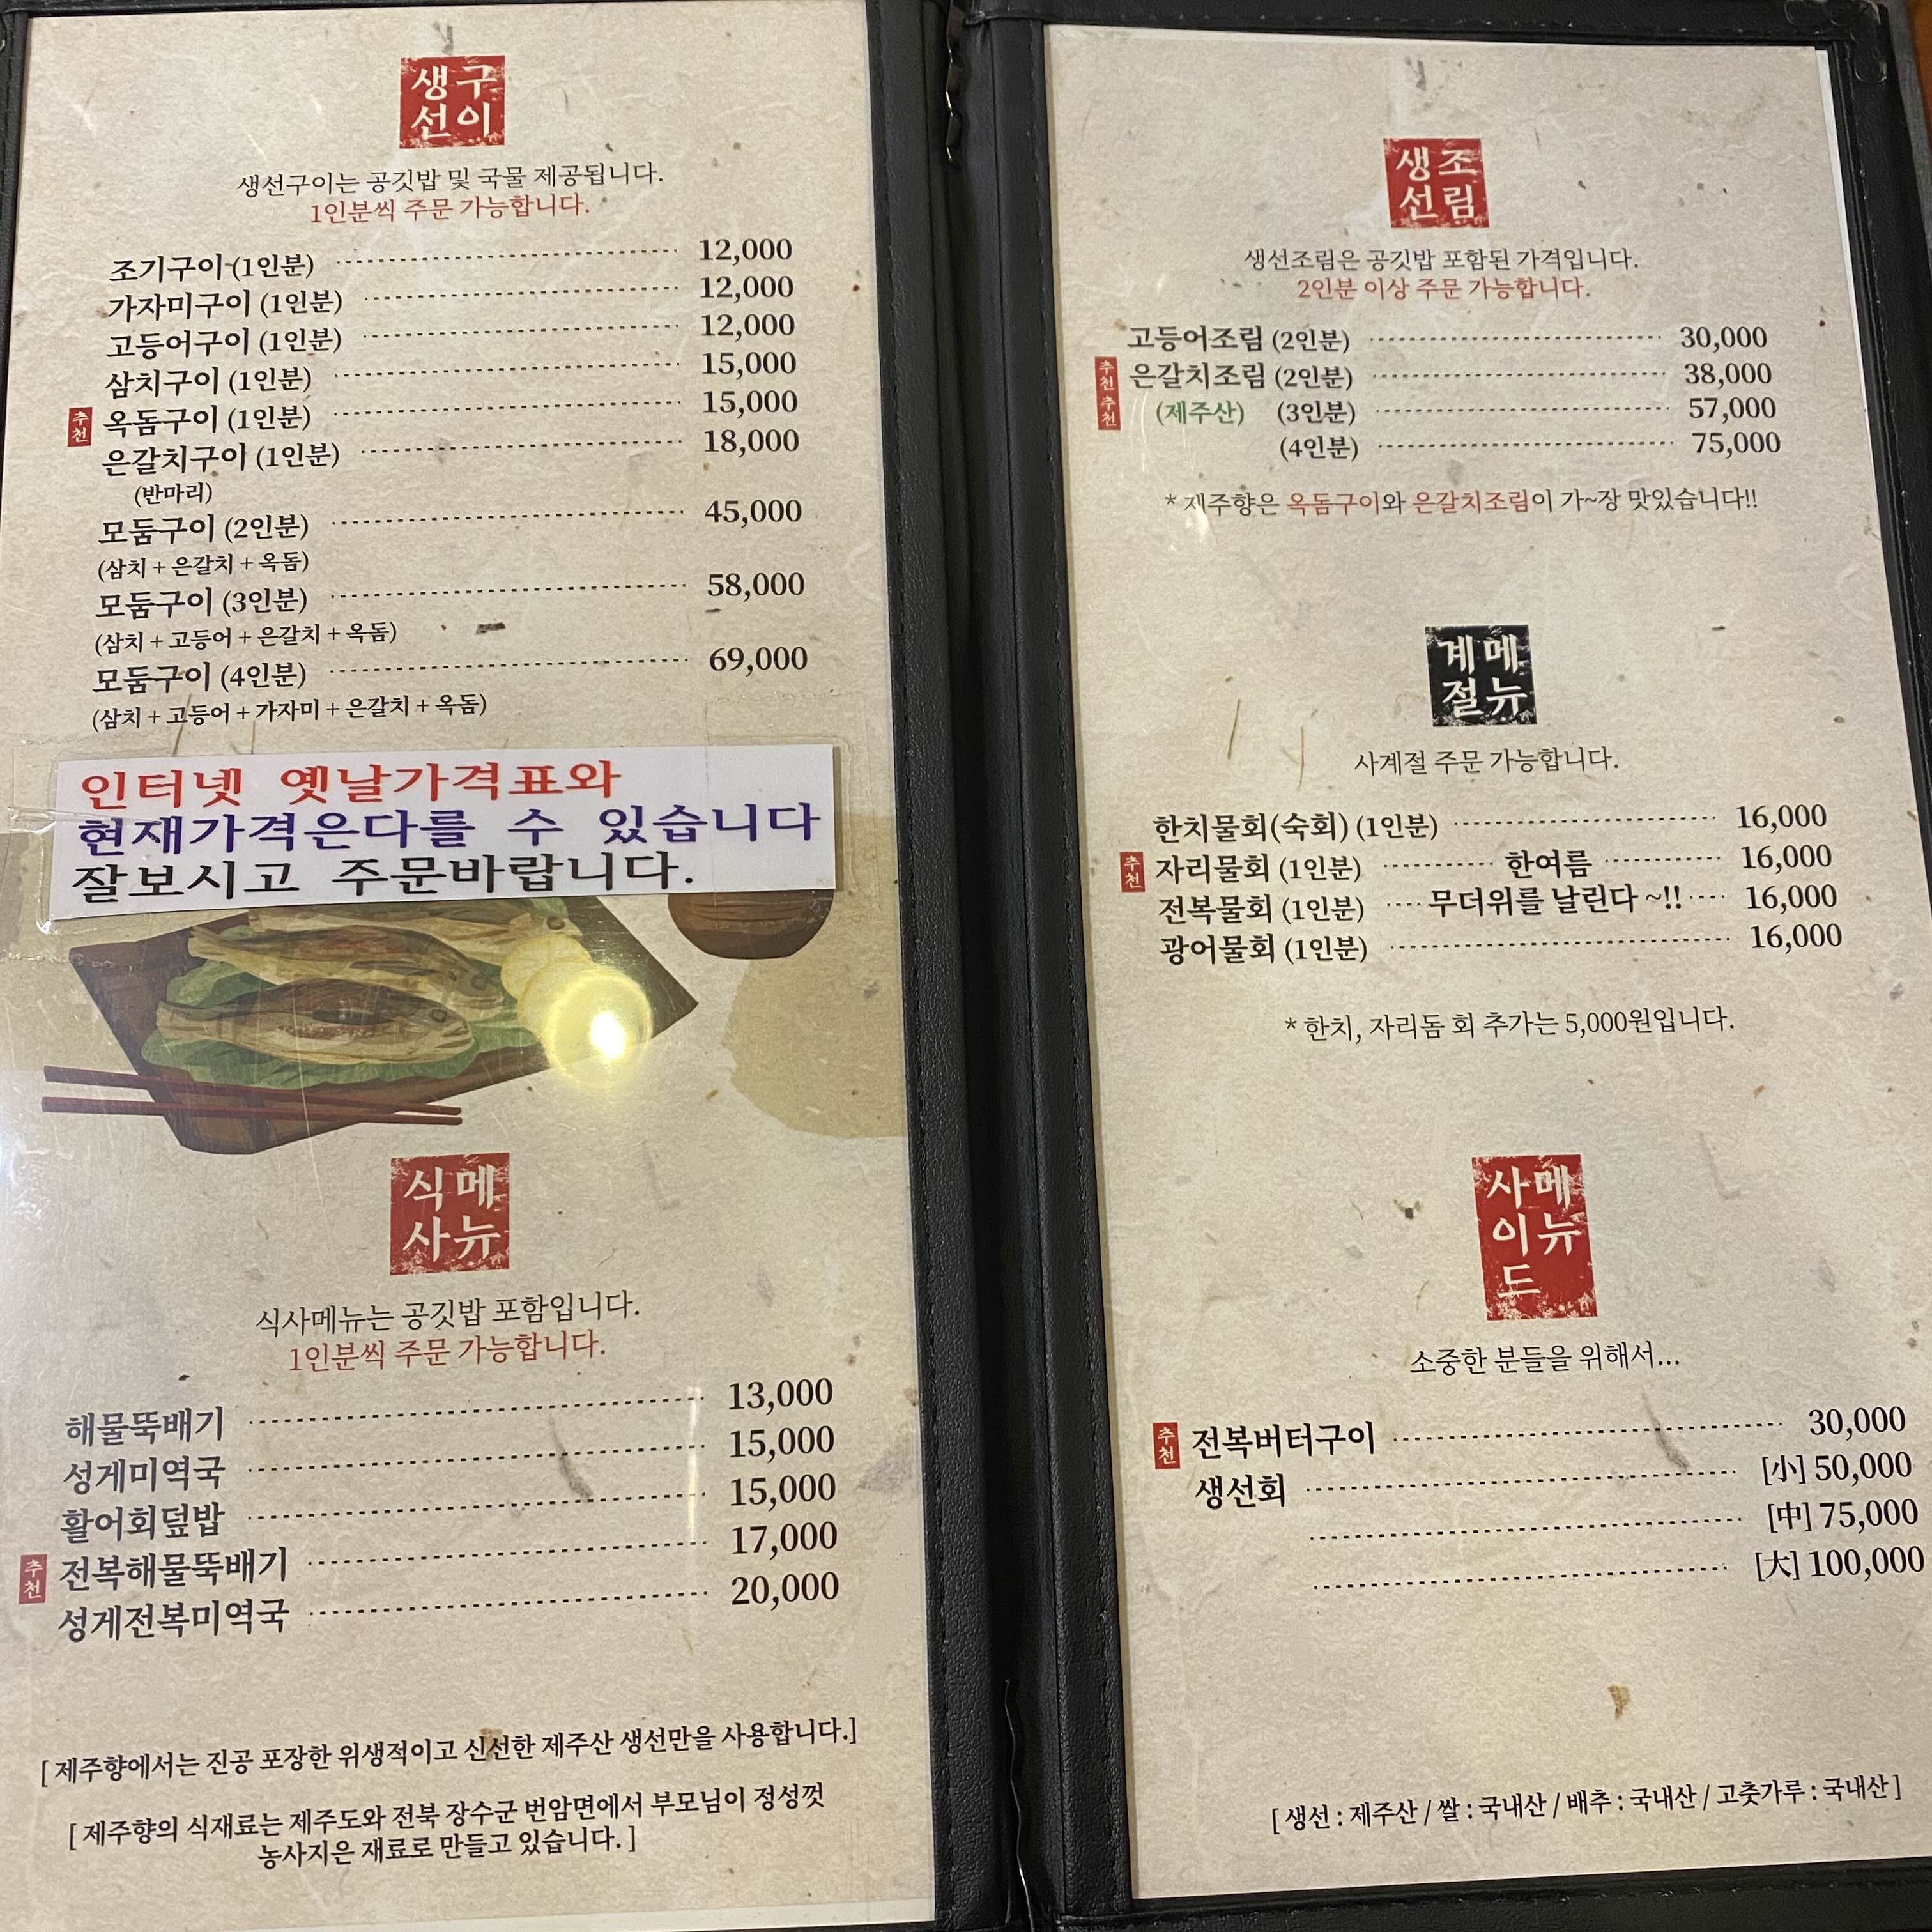 생선구이
생선구이는 공깃밥 및 국물 제공됩니다.
1인분씩 주문 가능합니다.
조기구이 (1인분) 12,000
가자미구이 (1인분) 12,000
고등어구이 (1인분) 12,000
삼치구이 (1인분) 15,000
추천 옥돔구이 (1인분) 15,000
은갈치구이 (1인분) 18,000
(반마리)
모둠구이 (2인분) 45,000
(삼치 + 은갈치 + 옥돔)
모둠구이 (3인분) 58,000
(삼치 + 고등어 + 은갈치 + 옥돔)
모둠구이 (4인분) 69,000
(삼치 + 고등어 + 가자미 + 은갈치 + 옥돔)
인터넷 옛날가격표와
현재가격은다를 수 있습니다
잘보시고 주문바랍니다.
식사메뉴
식사메뉴는 공깃밥 포함입니다.
1인분씩 주문 가능합니다.
해물뚝배기 13,000
성게미역국 15,000
활어회덮밥 15,000
추천 전복해물뚝배기 17,000
성게전복미역국 20,000
[ 제주향에서는 진공 포장한 위생적이고 신선한 제주산 생선만을 사용합니다.]
[ 제주향의 식재료는 제주도와 전북 장수군 번암면에서 부모님이 정성껏
농사지은 재료로 만들고 있습니다. ]
생선조림
생선조림은 공깃밥 포함된 가격입니다.
2인분 이상 주문 가능합니다.
고등어조림 (2인분) 30,000
추천 은갈치조림 (2인분) 38,000
추천 (제주산) (3인분) 57,000
(4인분) 75,000
* 제주향은 옥돔구이와 은갈치조림이 가~장 맛있습니다!!
계절메뉴
사계절 주문 가능합니다.
한치물회(숙회) (1인분) 16,000
추천 자리물회 (1인분) 한여름 16,000
전복물회 (1인분) 무더위를 날린다 ~!! 16,000
광어물회 (1인분) 16,000
* 한치, 자리돔 회 추가는 5,000원입니다.
사이드메뉴
소중한 분들을 위해서...
추천 전복버터구이 30,000
생선회 [小] 50,000
[中] 75,000
[大] 100,000
[ 생선 : 제주산 / 쌀 : 국내산 / 배추 : 국내산 / 고춧가루 : 국내산 ]